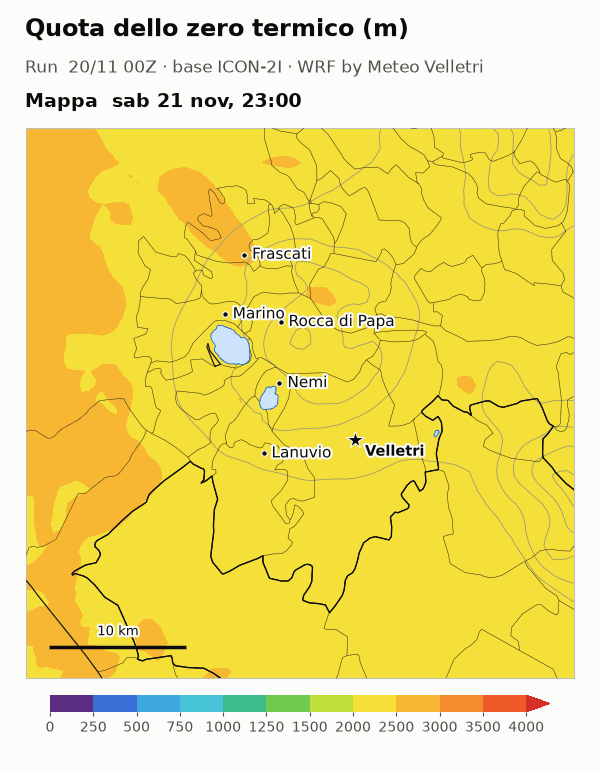 Quota dello zero termico (m)
Run  20/11 00Z · base ICON-2I · WRF by Meteo Velletri
Mappa  sab 21 nov, 23:00
Frascati
Marino
Rocca di Papa
Nemi
Velletri
Lanuvio
10 km
0 250 500 750 1000 1250 1500 2000 2500 3000 3500 4000